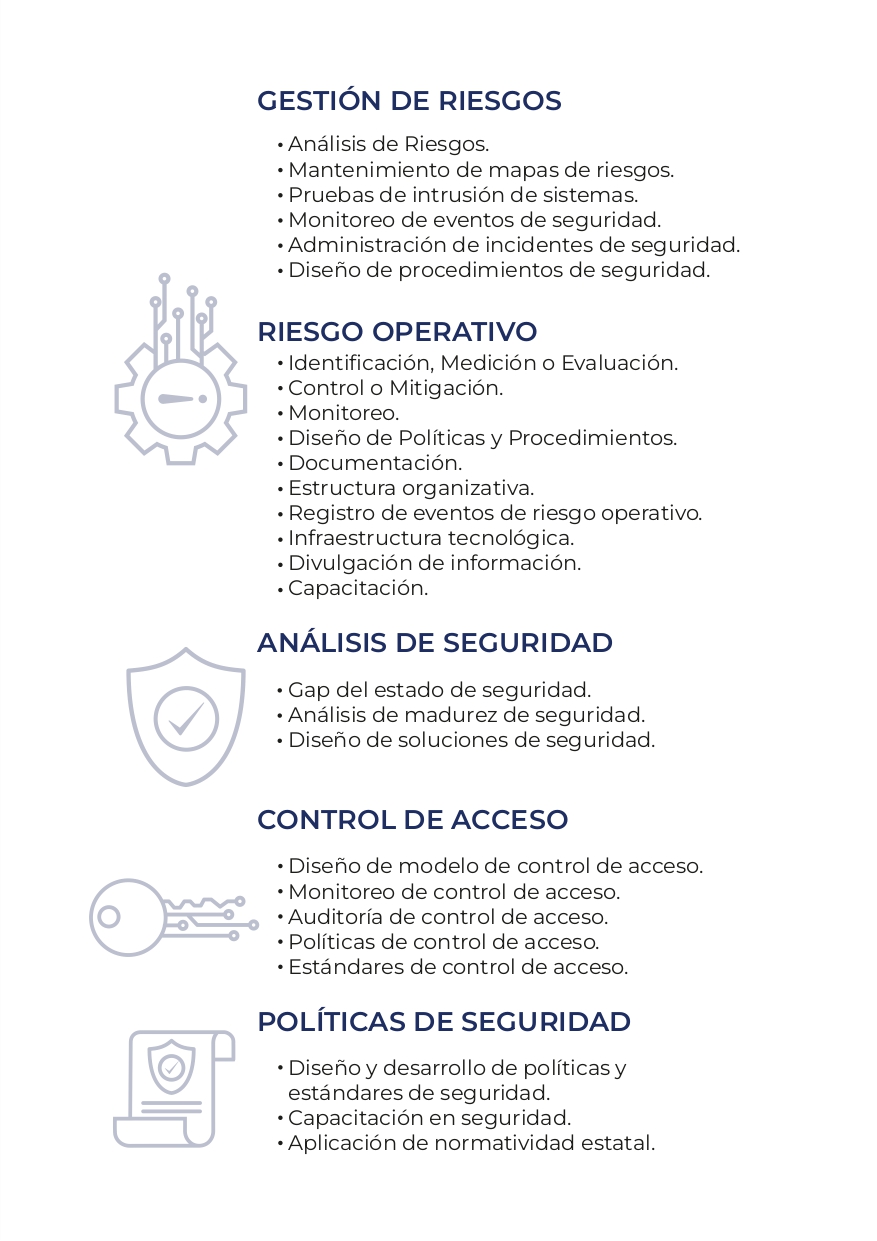 GESTIÓN DE RIESGOS
• Análisis de Riesgos.
• Mantenimiento de mapas de riesgos.
• Pruebas de intrusión de sistemas.
• Monitoreo de eventos de seguridad.
• Administración de incidentes de seguridad.
• Diseño de procedimientos de seguridad.
RIESGO OPERATIVO
• Identificación, Medición o Evaluación.
• Control o Mitigación.
• Monitoreo.
• Diseño de Políticas y Procedimientos.
• Documentación.
• Estructura organizativa.
• Registro de eventos de riesgo operativo.
• Infraestructura tecnológica.
• Divulgación de información.
• Capacitación.
ANÁLISIS DE SEGURIDAD
• Gap del estado de seguridad.
• Análisis de madurez de seguridad.
• Diseño de soluciones de seguridad.
CONTROL DE ACCESO
• Diseño de modelo de control de acceso.
• Monitoreo de control de acceso.
• Auditoría de control de acceso.
• Políticas de control de acceso.
• Estándares de control de acceso.
POLÍTICAS DE SEGURIDAD
• Diseño y desarrollo de políticas y
estándares de seguridad.
• Capacitación en seguridad.
• Aplicación de normatividad estatal.